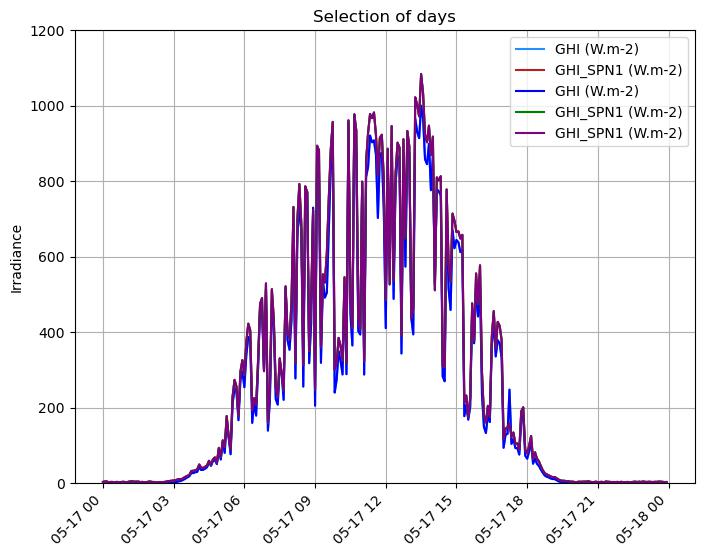 Selection of days
1200
1000
800
600
400
200
0
Irradiance
GHI (W.m-2)
GHI_SPN1 (W.m-2)
GHI (W.m-2)
GHI_SPN1 (W.m-2)
GHI_SPN1 (W.m-2)
05-17 00
05-17 03
05-17 06
05-17 09
05-17 12
05-17 15
05-17 18
05-17 21
05-18 00